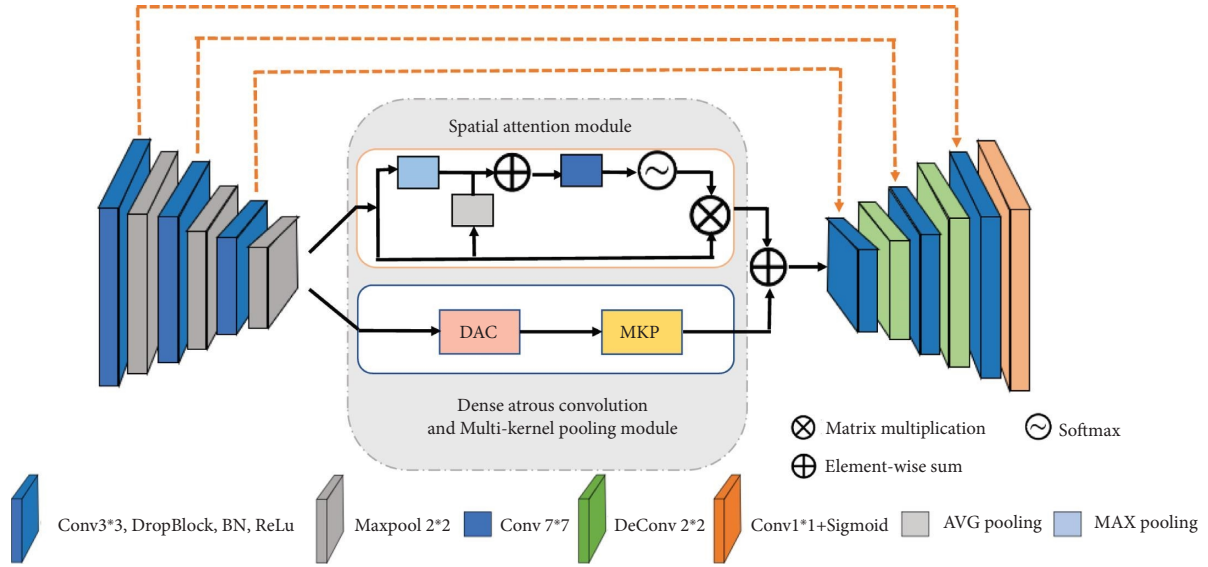 Spatial attention module
DAC
MKP
Dense atrous convolution
and Multi-kernel pooling module
Matrix multiplication
Softmax
Element-wise sum
Conv3*3, DropBlock, BN, ReLu
Maxpool 2*2
Conv 7*7
DeConv 2*2
Conv1*1+Sigmoid
AVG pooling
MAX pooling